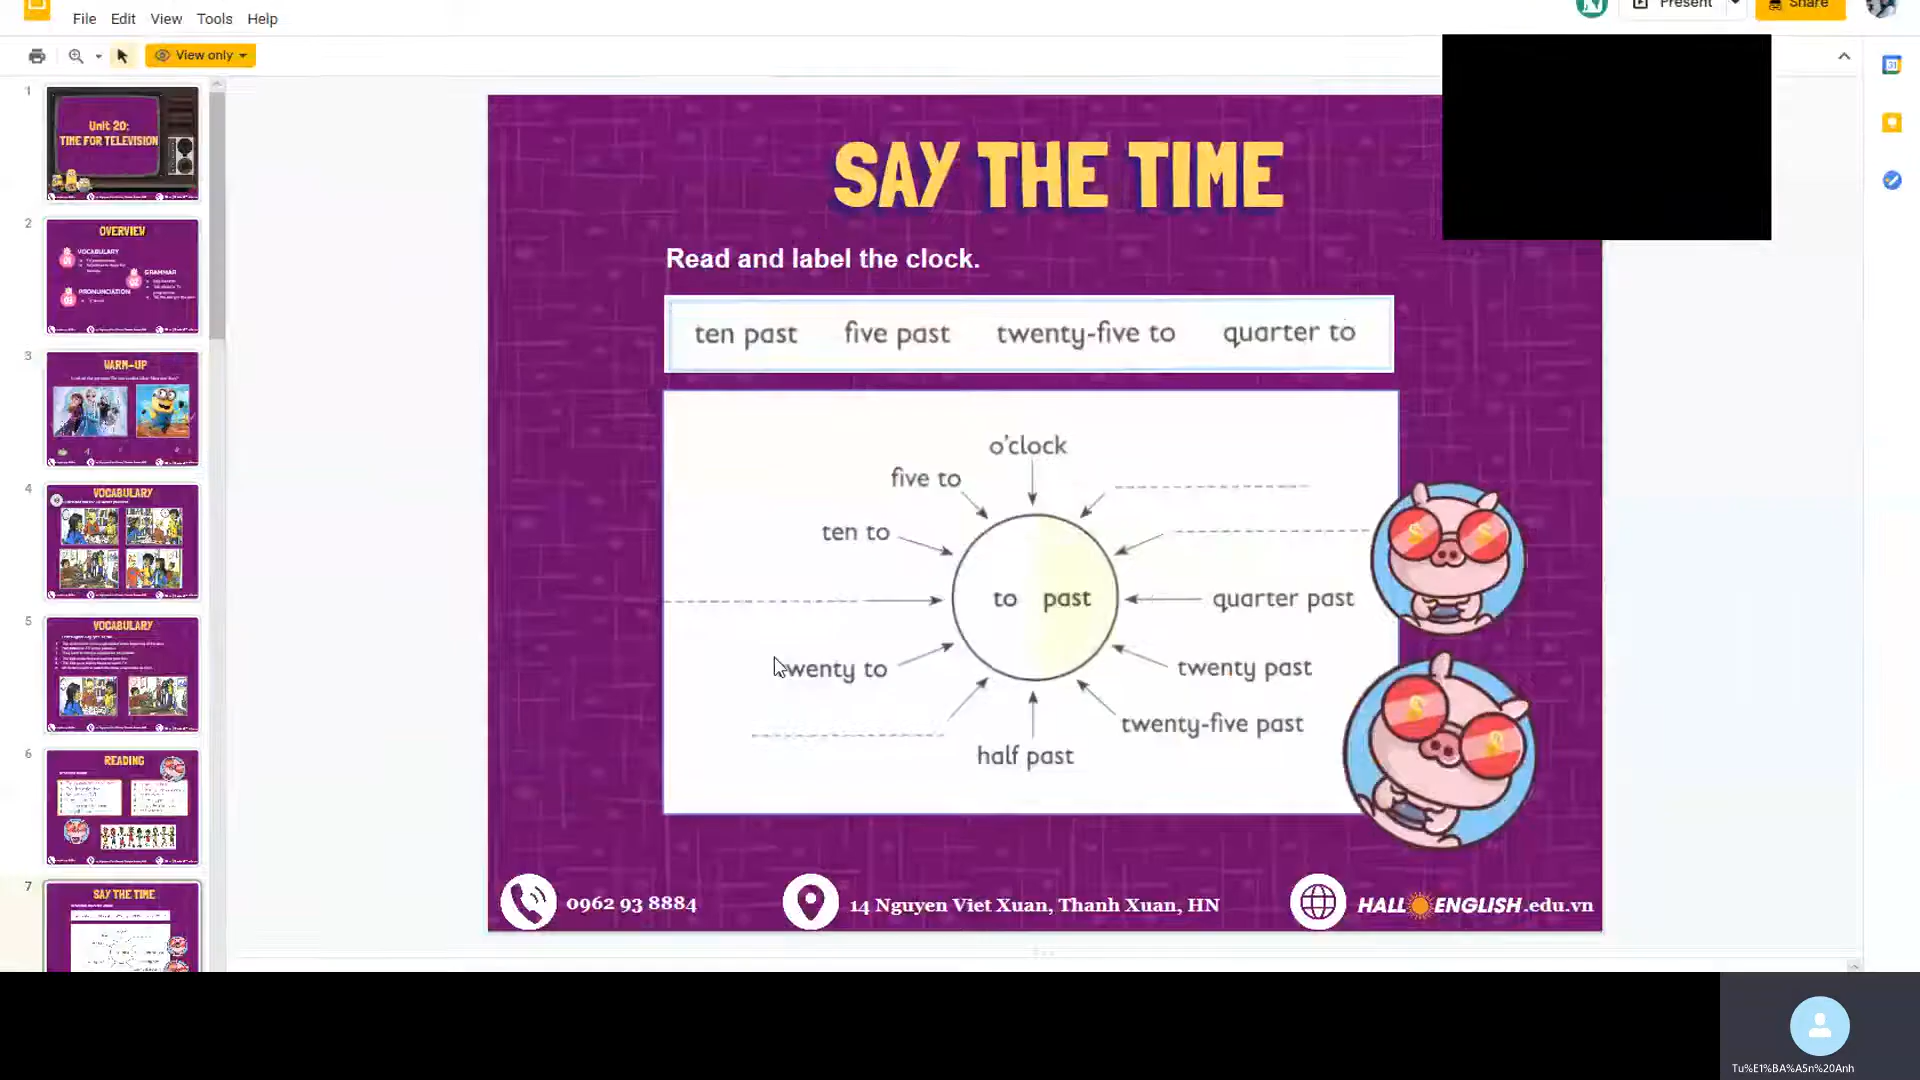 File Edit View Tools Help
Present
Share
View only
1
Unit 20:
TIME FOR TELEVISION
2
OVERVIEW
VOCABULARY
GRAMMAR
PRONUNCIATION
3
WARM-UP
4
VOCABULARY
5
VOCABULARY
6
READING
7
SAY THE TIME
SAY THE TIME
Read and label the clock.
ten past five past twenty-five to quarter to
o'clock
five to
ten to
to past
quarter past
twenty to
twenty past
twenty-five past
half past
0962 93 8884
14 Nguyen Viet Xuan, Thanh Xuan, HN
HALL ENGLISH.edu.vn
31
Tu%E1%BA%A5n%20Anh